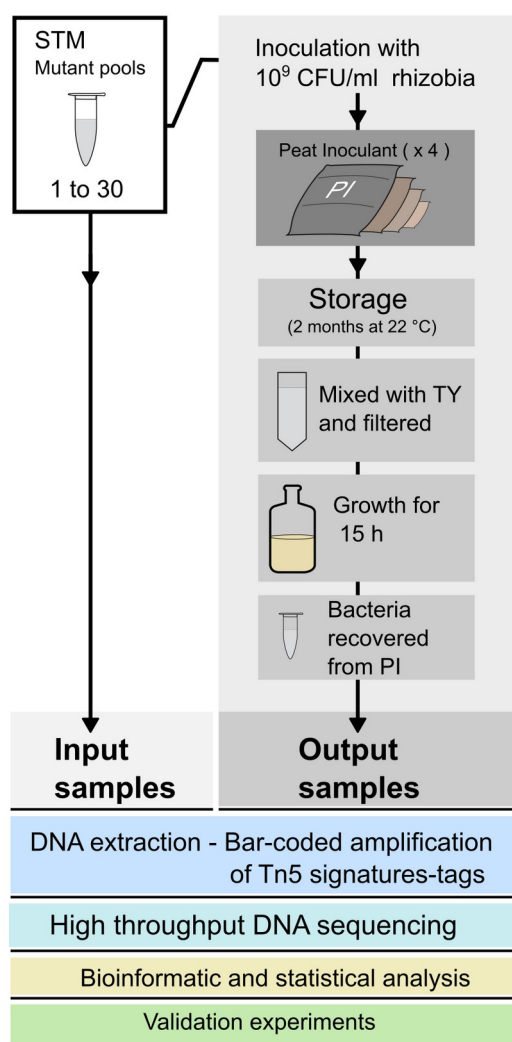 STM
Mutant pools
1 to 30
Inoculation with
10⁹ CFU/ml rhizobia
Peat Inoculant ( x 4 )
PI
Storage
(2 months at 22 °C)
Mixed with TY
and filtered
Growth for
15 h
Bacteria
recovered
from PI
Input
samples
Output
samples
DNA extraction - Bar-coded amplification
of Tn5 signatures-tags
High throughput DNA sequencing
Bioinformatic and statistical analysis
Validation experiments